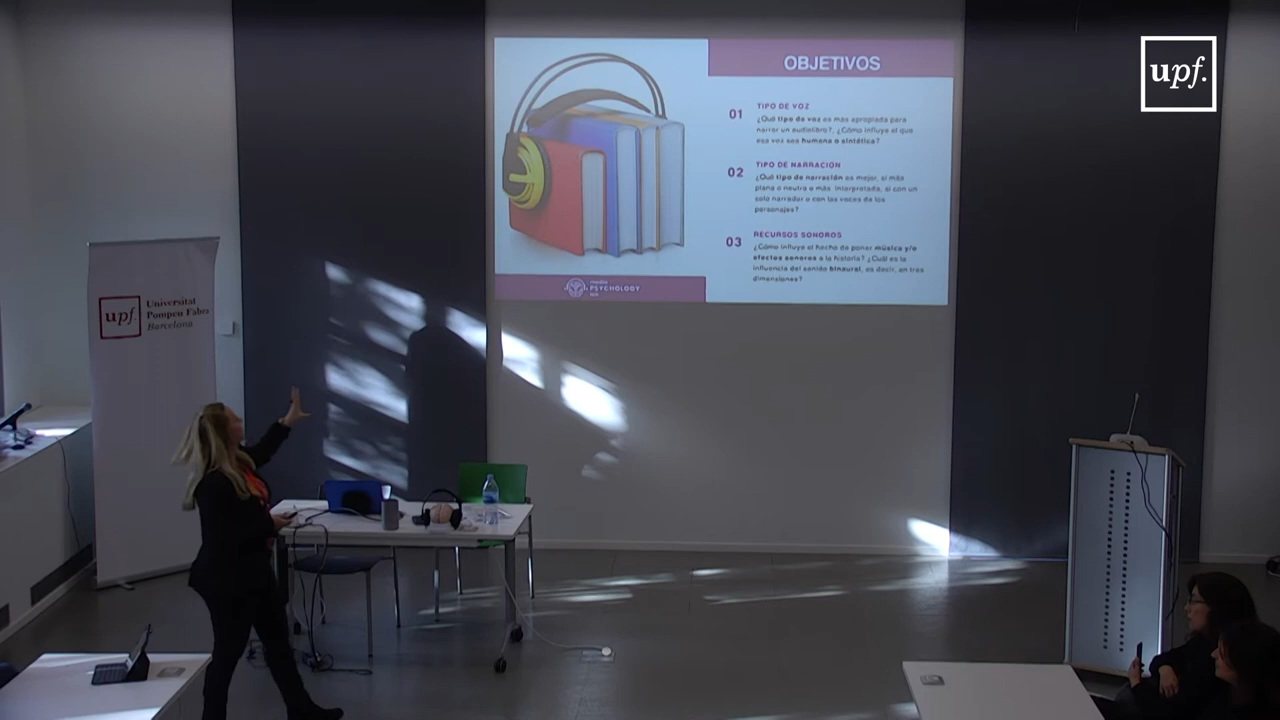 upf.
OBJETIVOS
01
TIPO DE VOZ
¿Qué tipo de voz es más apropiada para
narrar un audiolibro?, ¿Cómo influye el que
esa voz sea humana o sintética?
02
TIPO DE NARRACIÓN
¿Qué tipo de narración es mejor, si más
plana o neutra o más interpretada, si con un
solo narrador o con las voces de los
personajes?
03
RECURSOS SONOROS
¿Cómo influye el hecho de poner música y/o
efectos sonoros a la historia? ¿Cuál es la
influencia del sonido binaural, es decir, en tres
dimensiones?
PSYCHOLOGY
upf.
Universitat
Pompeu Fabra
Barcelona